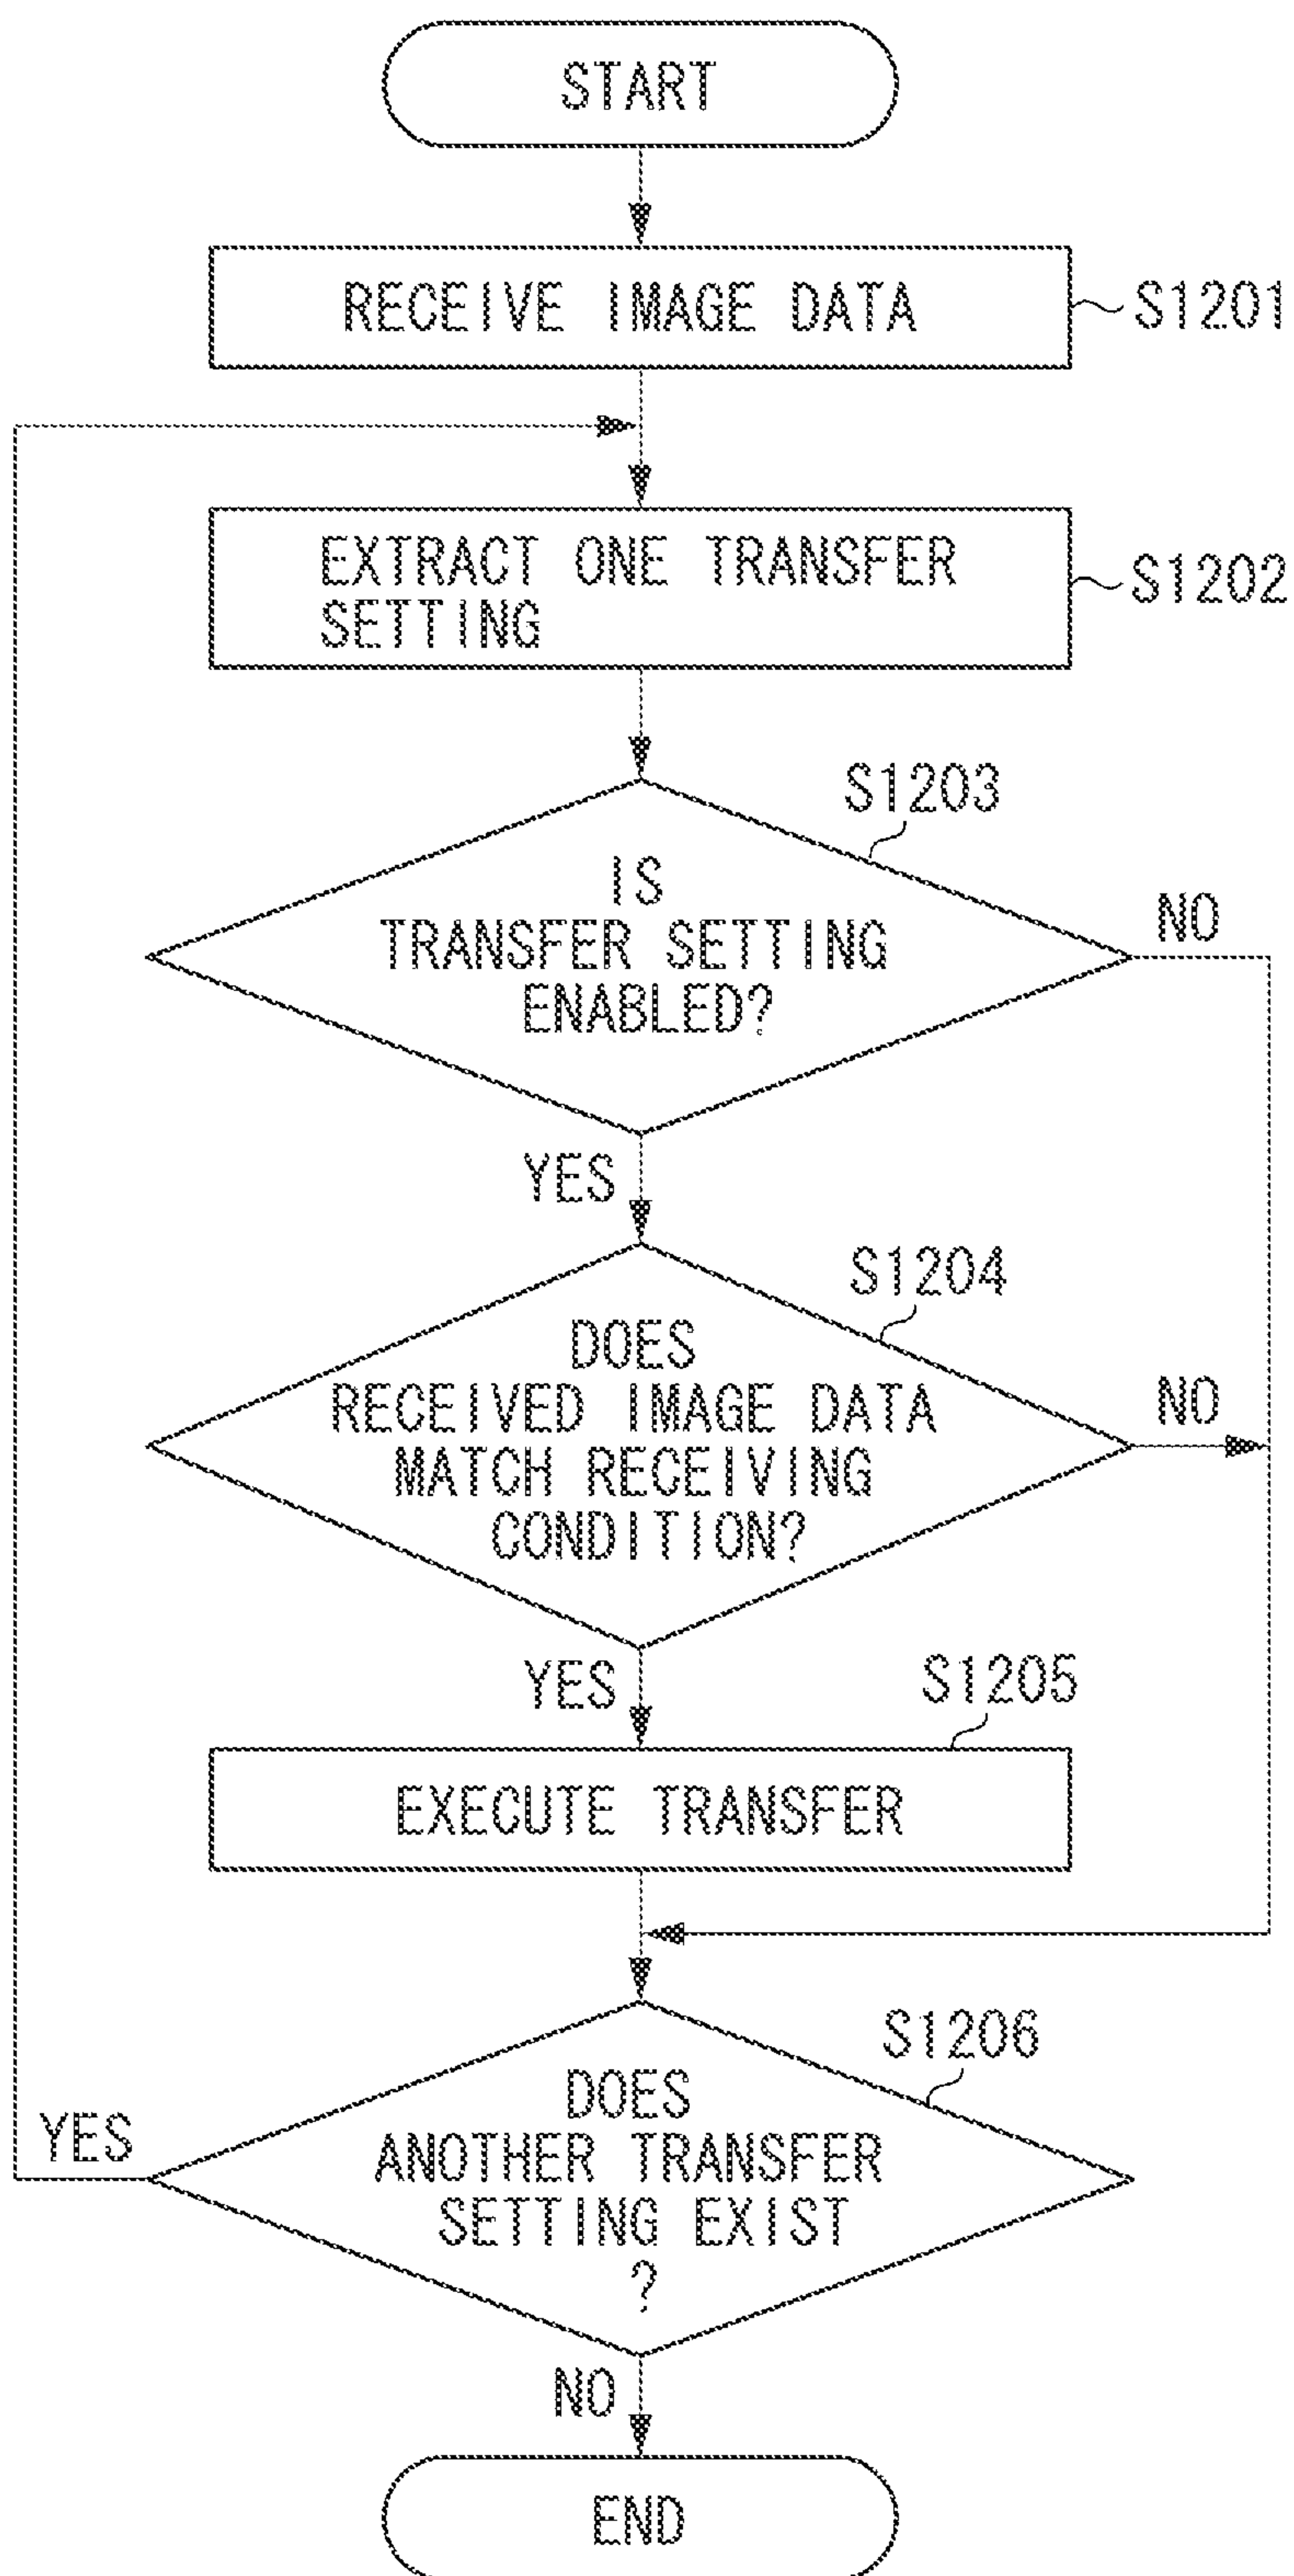 START
RECEIVE IMAGE DATA
S1201
EXTRACT ONE TRANSFER
SETTING
S1202
S1203
IS
TRANSFER SETTING
ENABLED?
NO
YES
S1204
DOES
RECEIVED IMAGE DATA
MATCH RECEIVING
CONDITION?
NO
YES
S1205
EXECUTE TRANSFER
S1206
DOES
ANOTHER TRANSFER
SETTING EXIST
?
YES
NO
END